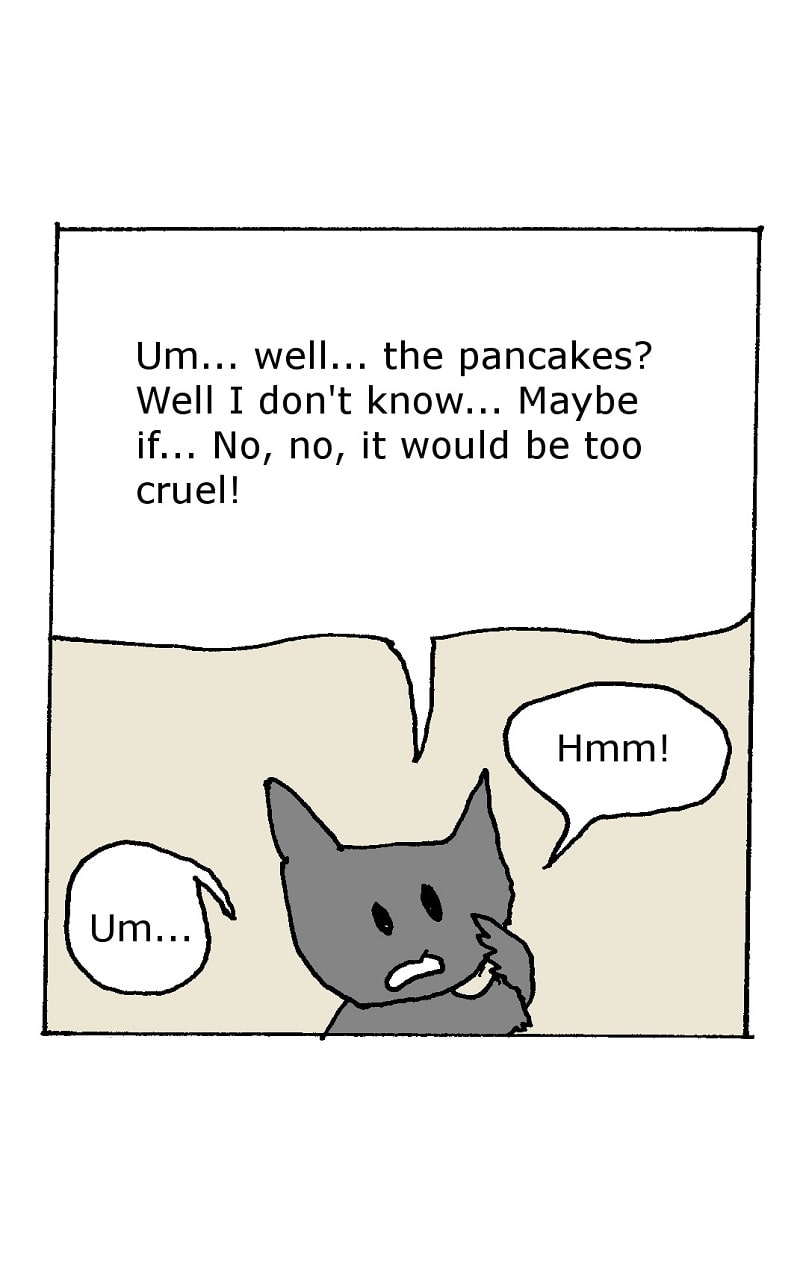 Um... well... the pancakes?
Well I don't know... Maybe
if... No, no, it would be too
cruel!
Hmm!
Um...